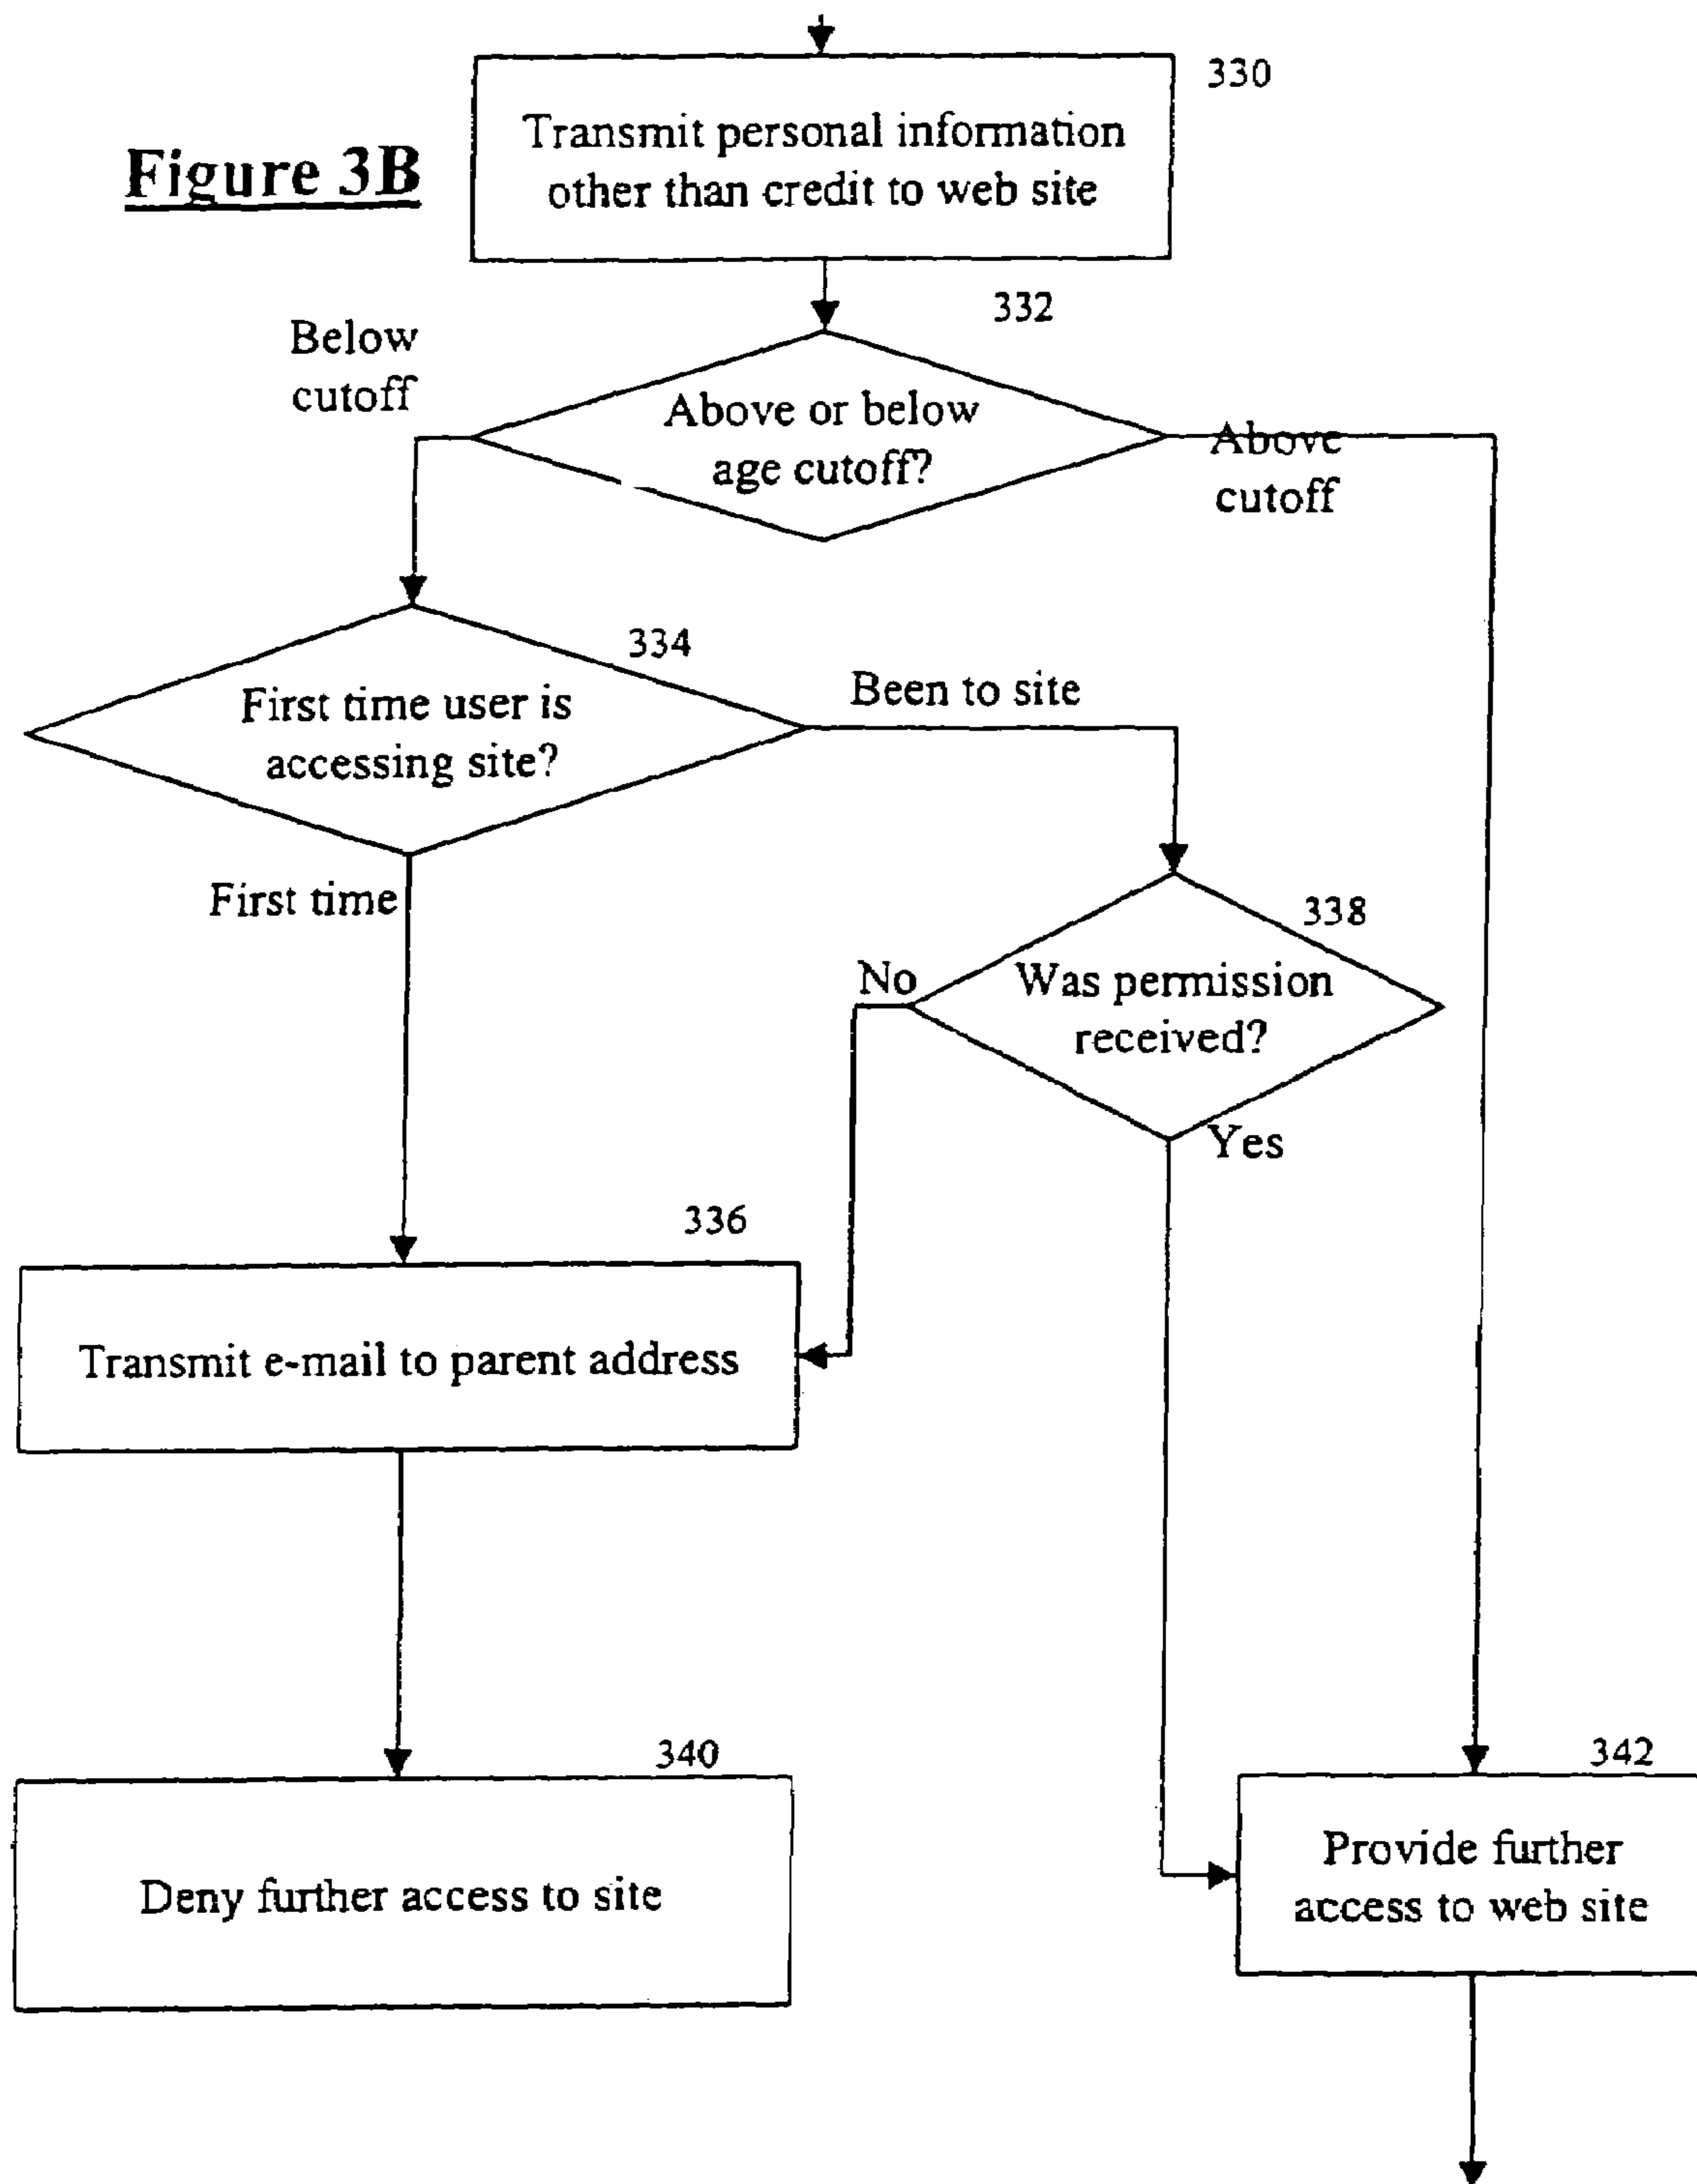 330
Transmit personal information
other than credit to web site
Figure 3B
332
Below
cutoff
Above or below
age cutoff?
Above
cutoff
334
First time user is
accessing site?
Been to site
First time
338
No
Was permission
received?
Yes
336
Transmit e-mail to parent address
340
Deny further access to site
342
Provide further
access to web site